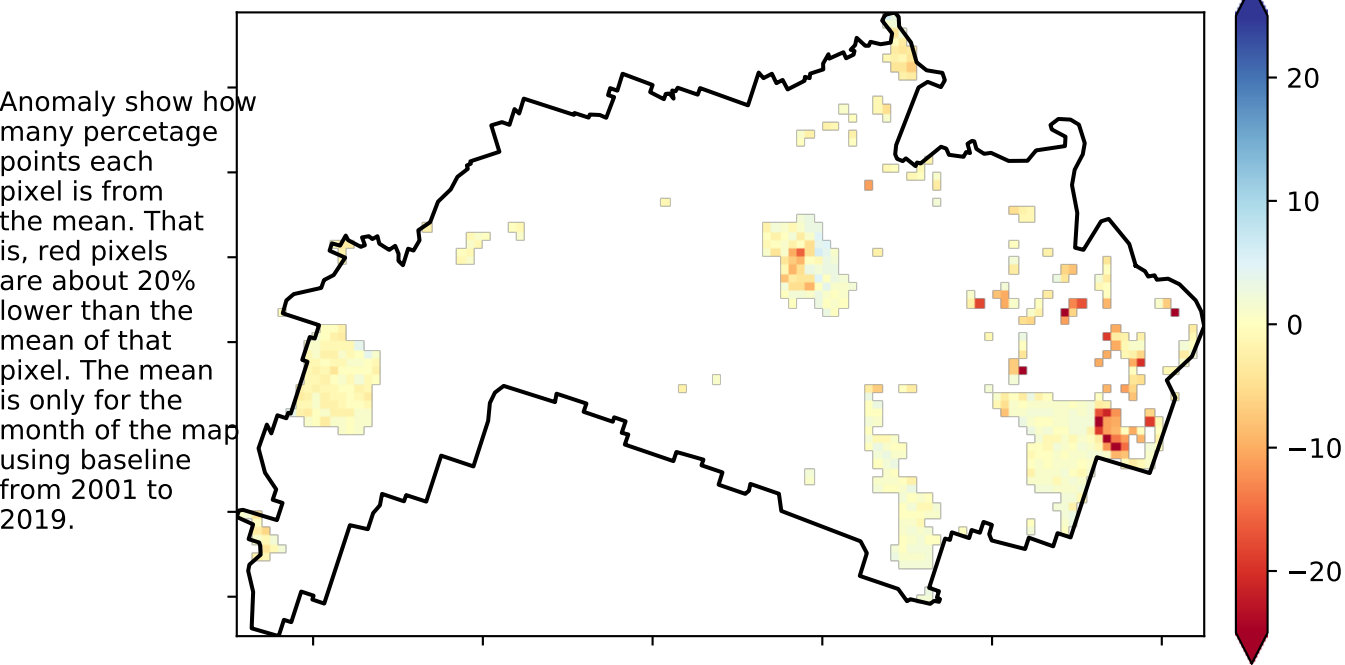 Anomaly show how
many percetage
points each
pixel is from
the mean. That
is, red pixels
are about 20%
lower than the
mean of that
pixel. The mean
is only for the
month of the map
using baseline
from 2001 to
2019.
20
10
0
−10
−20